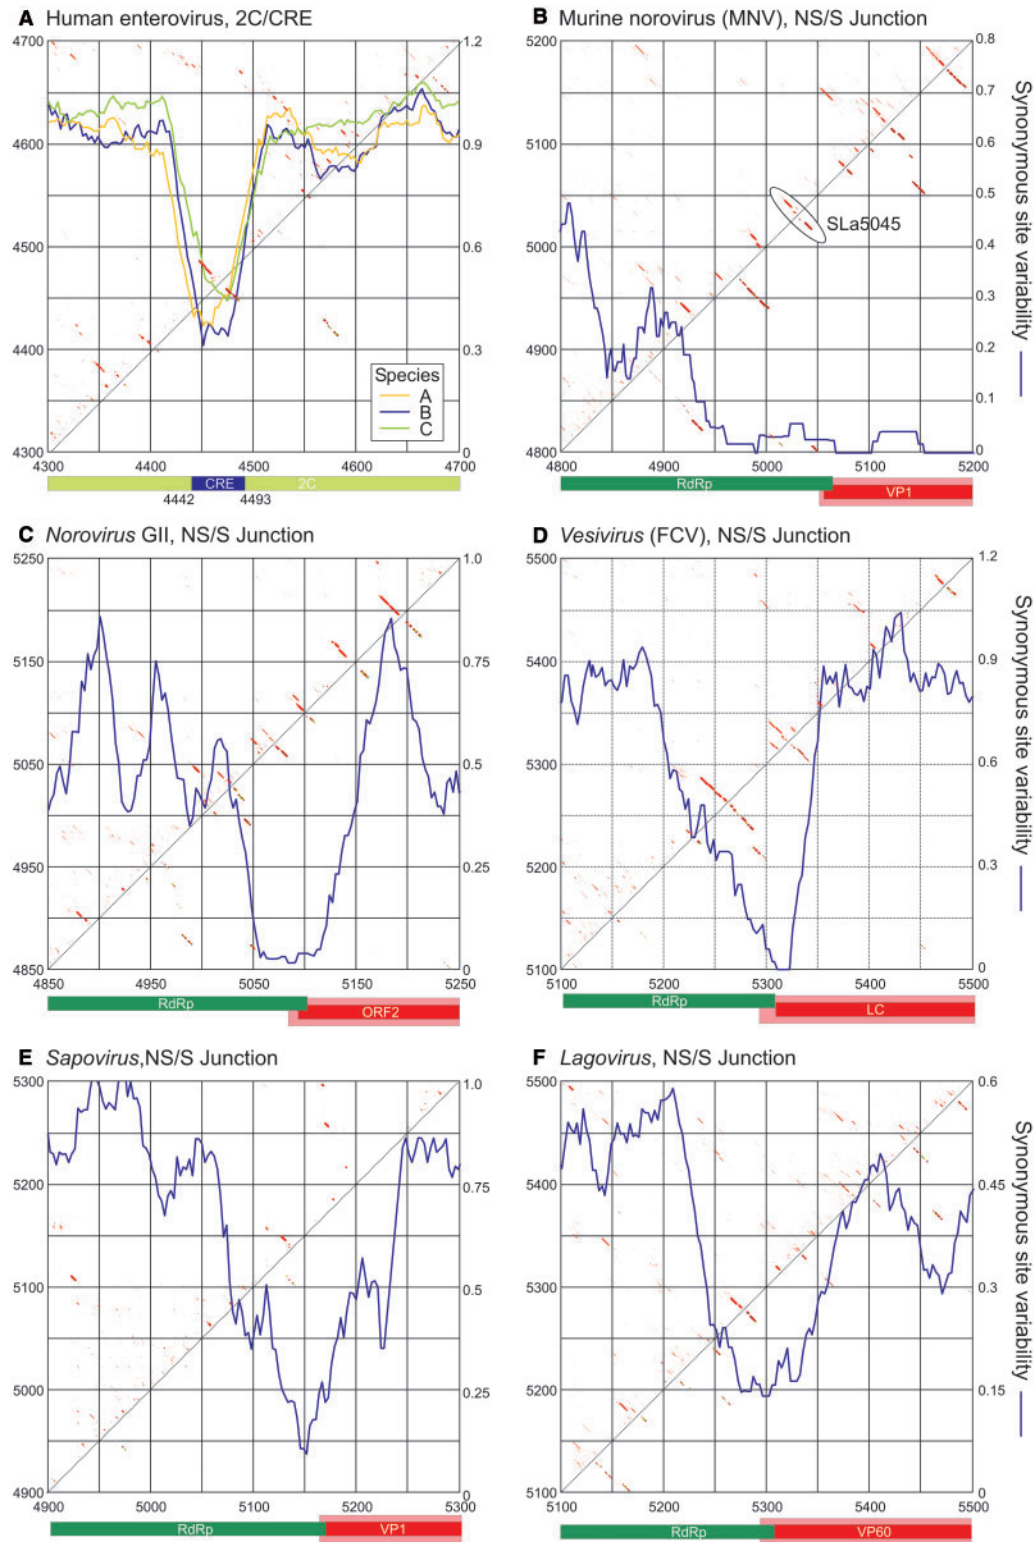 A Human enterovirus, 2C/CRE
4700
4600
4500
4400
4300
1.2
0.9
0.6
0.3
0
Species
A
B
C
4300 4400 4500 4600 4700
CRE 2C
4442 4493
B Murine norovirus (MNV), NS/S Junction
5200
5100
5000
4900
4800
0.8
0.7
0.6
0.5
0.4
0.3
0.2
0.1
0
SLa5045
Synonymous site variability
4800 4900 5000 5100 5200
RdRp
VP1
C Norovirus GII, NS/S Junction
5250
5150
5050
4950
4850
1.0
0.75
0.5
0.25
0
4850 4950 5050 5150 5250
RdRp
ORF2
D Vesivirus (FCV), NS/S Junction
5500
5400
5300
5200
5100
1.2
0.9
0.6
0.3
0
Synonymous site variability
5100 5200 5300 5400 5500
RdRp
LC
E Sapovirus,NS/S Junction
5300
5200
5100
5000
4900
1.0
0.75
0.5
0.25
0
4900 5000 5100 5200 5300
RdRp VP1
F Lagovirus, NS/S Junction
5500
5400
5300
5200
5100
0.6
0.45
0.3
0.15
0
Synonymous site variability
5100 5200 5300 5400 5500
RdRp VP60